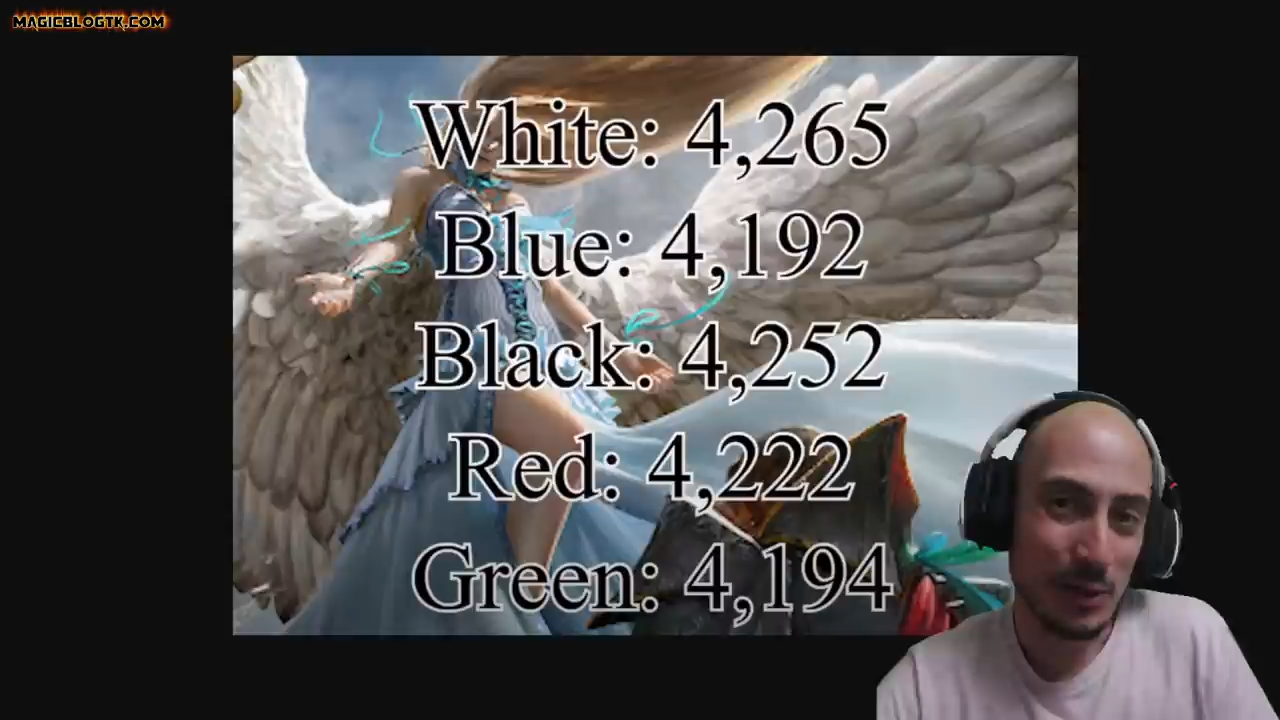 MAGICBLOGTK.COM
White: 4,265
Blue: 4,192
Black: 4,252
Red: 4,222
Green: 4,194